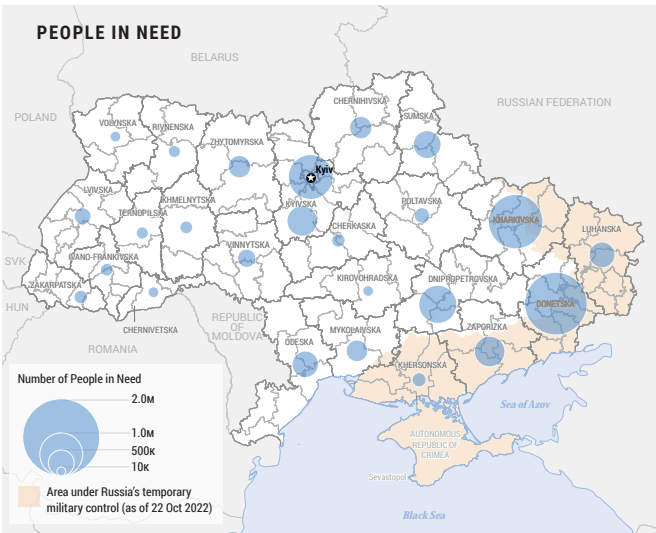 PEOPLE IN NEED
BELARUS
RUSSIAN FEDERATION
POLAND
CHERNIHIVSKA
SUMSKA
VOLYNSKA
RIVNENSKA
ZHYTOMYRSKA
Kyiv
KYIVSKA
LVIVSKA
TERNOPILSKA
KHMELNYTSKA
POLTAVSKA
KHARKIVSKA
LUHANSKA
CHERKASKA
VINNYTSKA
SVK
IVANO-FRANKIVSKA
ZAKARPATSKA
KIROVOHRADSKA
DNIPROPETROVSKA
DONETSKA
HUN
CHERNIVETSKA
REPUBLIC
OF
MOLDOVA
ROMANIA
ODESKA
MYKOLAIVSKA
ZAPORIZKA
KHERSONSKA
Sea of Azov
AUTONOMOUS
REPUBLIC OF
CRIMEA
Sevastopol
Black Sea
Number of People in Need
2.0M
1.0M
500K
10K
Area under Russia's temporary
military control (as of 22 Oct 2022)